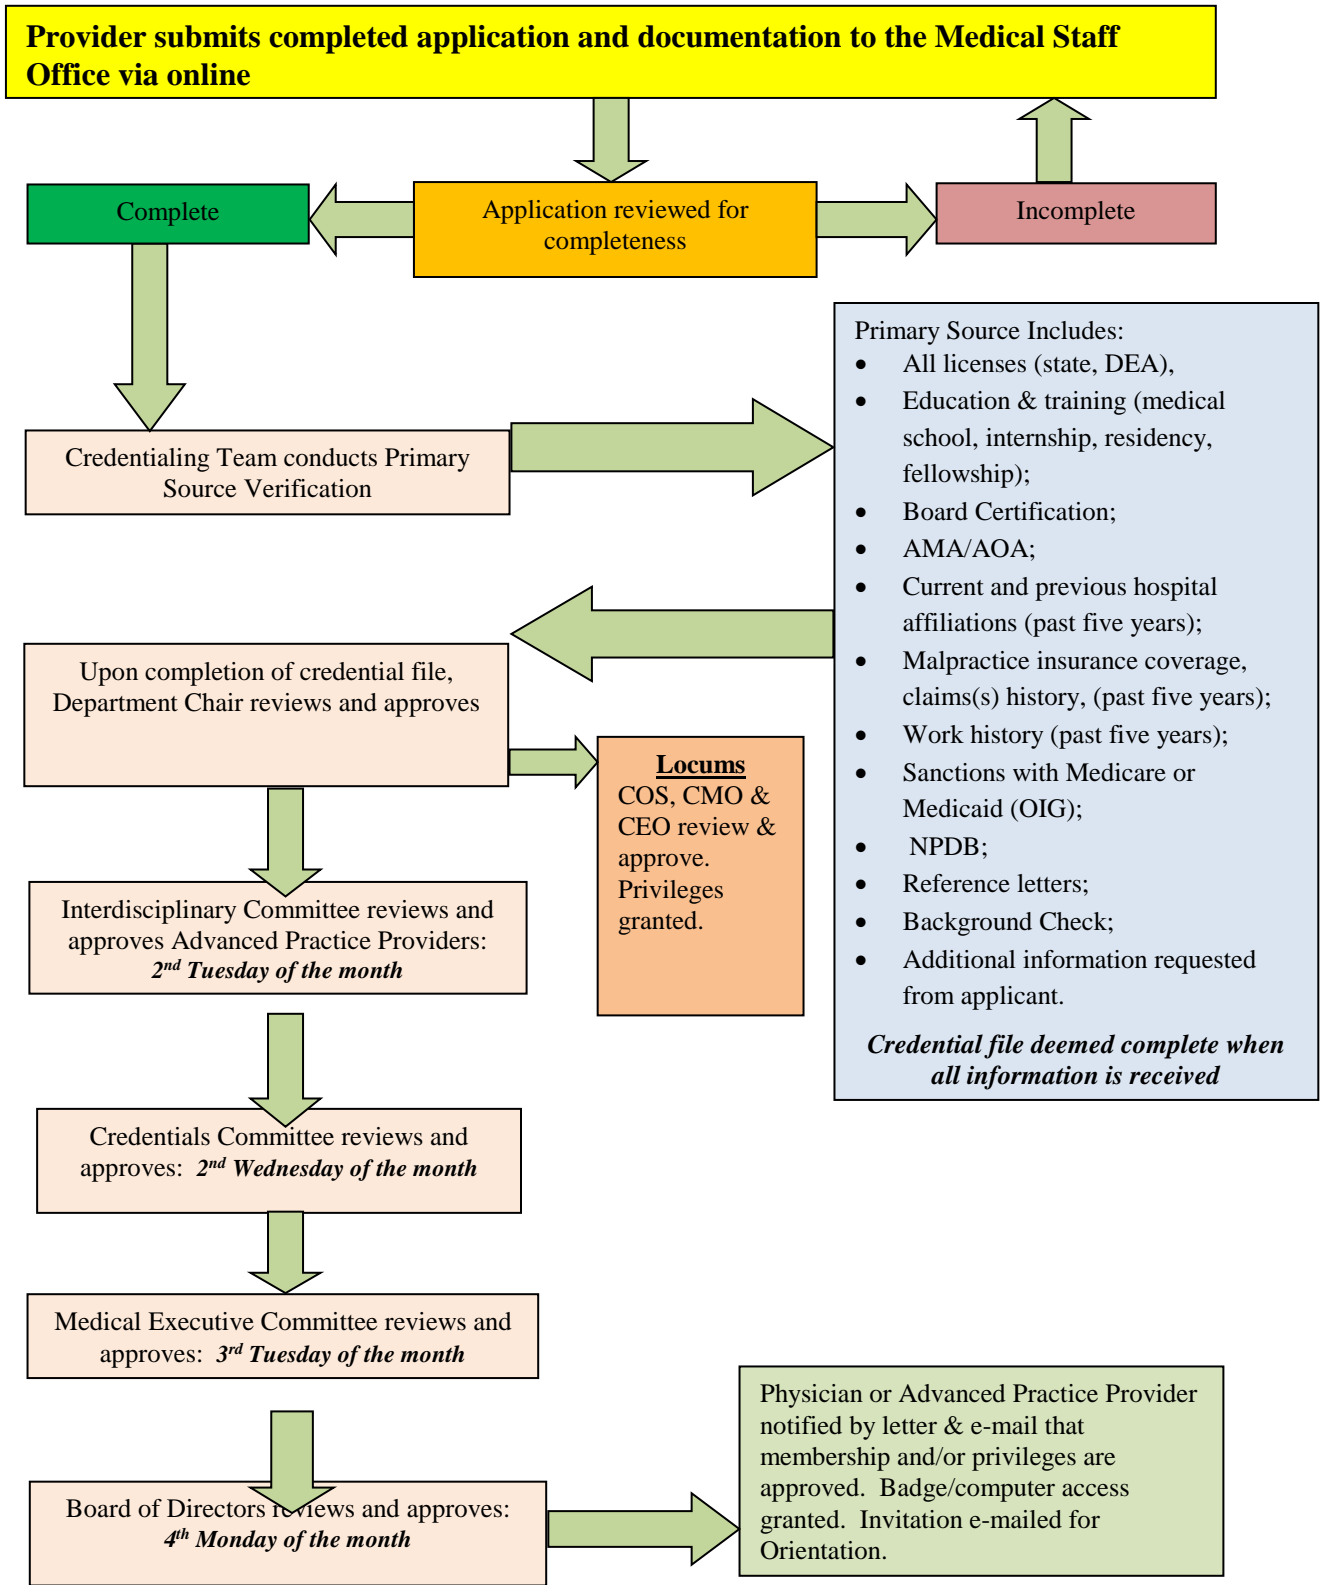 Provider submits completed application and documentation to the Medical Staff
Office via online
Complete
Application reviewed for
completeness
Incomplete
Primary Source Includes:
• All licenses (state, DEA),
• Education & training (medical
school, internship, residency,
fellowship);
• Board Certification;
• AMA/AOA;
• Current and previous hospital
affiliations (past five years);
• Malpractice insurance coverage,
claims(s) history, (past five years);
• Work history (past five years);
• Sanctions with Medicare or
Medicaid (OIG);
• NPDB;
• Reference letters;
• Background Check;
• Additional information requested
from applicant.
Credential file deemed complete when
all information is received
Credentialing Team conducts Primary
Source Verification
Upon completion of credential file,
Department Chair reviews and approves
Locums
COS, CMO &
CEO review &
approve.
Privileges
granted.
Interdisciplinary Committee reviews and
approves Advanced Practice Providers:
2nd Tuesday of the month
Credentials Committee reviews and
approves: 2nd Wednesday of the month
Medical Executive Committee reviews and
approves: 3rd Tuesday of the month
Board of Directors reviews and approves:
4th Monday of the month
Physician or Advanced Practice Provider
notified by letter & e-mail that
membership and/or privileges are
approved. Badge/computer access
granted. Invitation e-mailed for
Orientation.